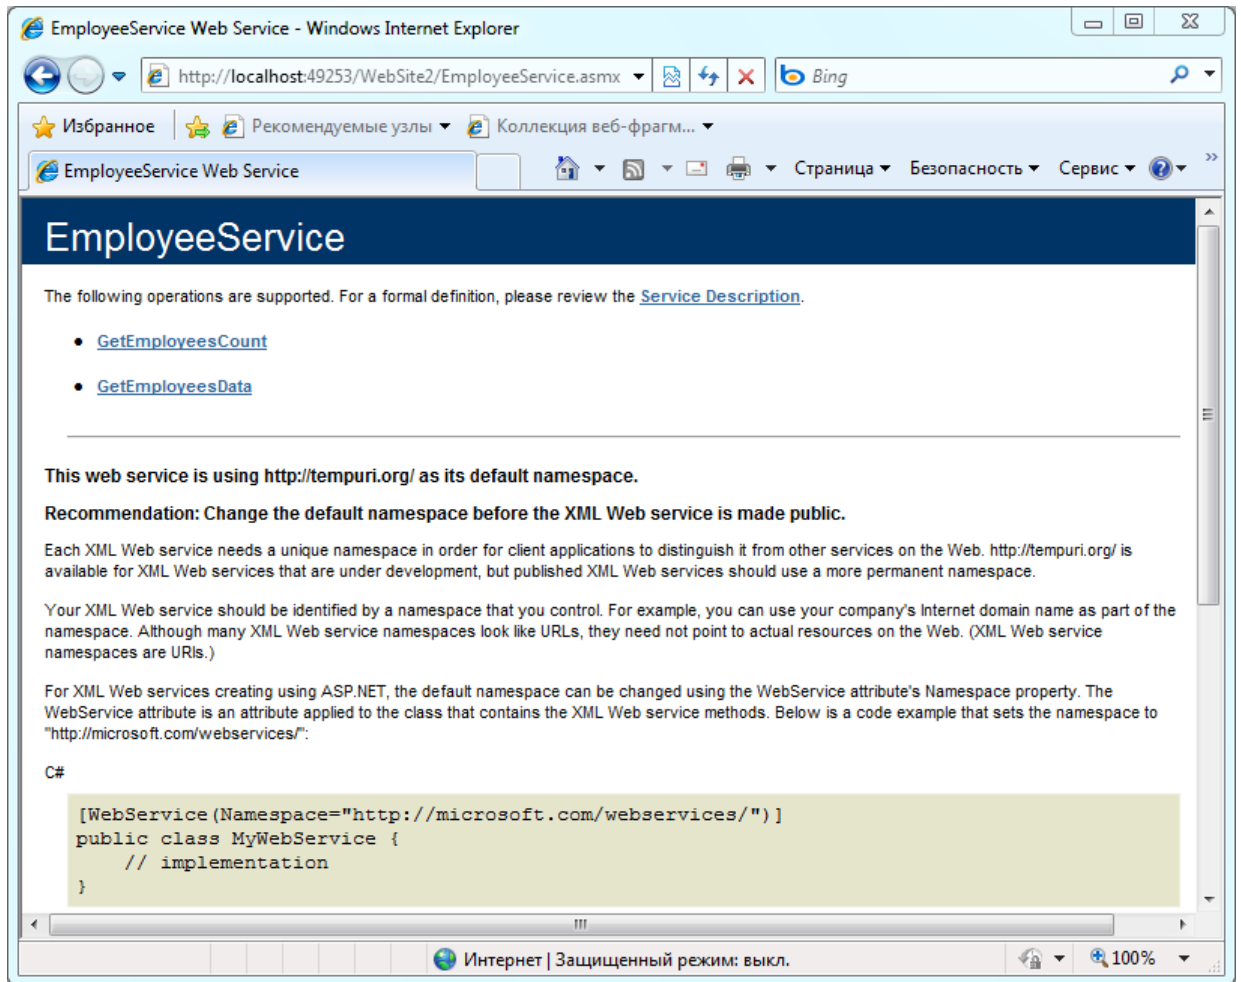 EmployeeService Web Service - Windows Internet Explorer
http://localhost:49253/WebSite2/EmployeeService.asmx
Bing
Избранное
Рекомендуемые узлы
Коллекция веб-фрагм...
EmployeeService Web Service
Страница
Безопасность
Сервис
EmployeeService
The following operations are supported. For a formal definition, please review the Service Description.
• GetEmployeesCount
• GetEmployeesData
This web service is using http://tempuri.org/ as its default namespace.
Recommendation: Change the default namespace before the XML Web service is made public.
Each XML Web service needs a unique namespace in order for client applications to distinguish it from other services on the Web. http://tempuri.org/ is
available for XML Web services that are under development, but published XML Web services should use a more permanent namespace.
Your XML Web service should be identified by a namespace that you control. For example, you can use your company's Internet domain name as part of the
namespace. Although many XML Web service namespaces look like URLs, they need not point to actual resources on the Web. (XML Web service
namespaces are URIs.)
For XML Web services creating using ASP.NET, the default namespace can be changed using the WebService attribute's Namespace property. The
WebService attribute is an attribute applied to the class that contains the XML Web service methods. Below is a code example that sets the namespace to
"http://microsoft.com/webservices/":
C#
[WebService(Namespace="http://microsoft.com/webservices/")]
public class MyWebService {
    // implementation
}
Интернет | Защищенный режим: выкл.
100%